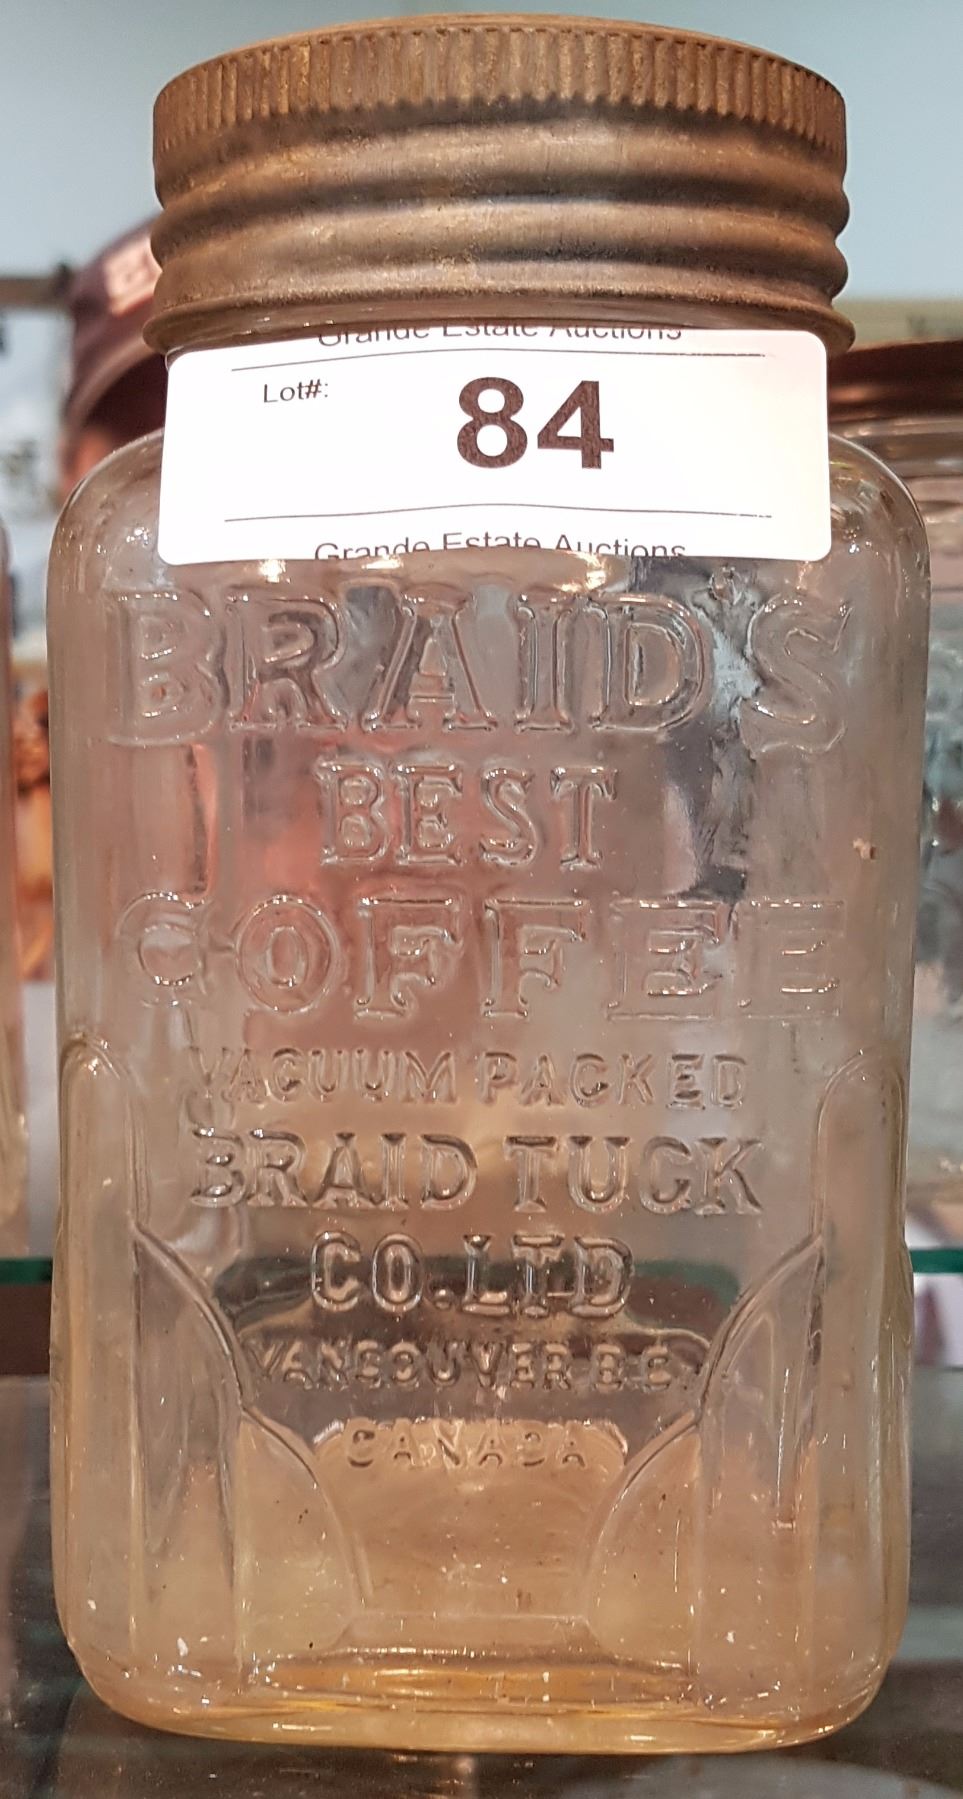 Grande Estate Auctions
Lot#:
84
Grande Estate Auctions
BRAID'S
BEST
COFFEE
VACUUM PACKED
BRAID TUCK
CO. LTD
VANCOUVER B.C.
CANADA